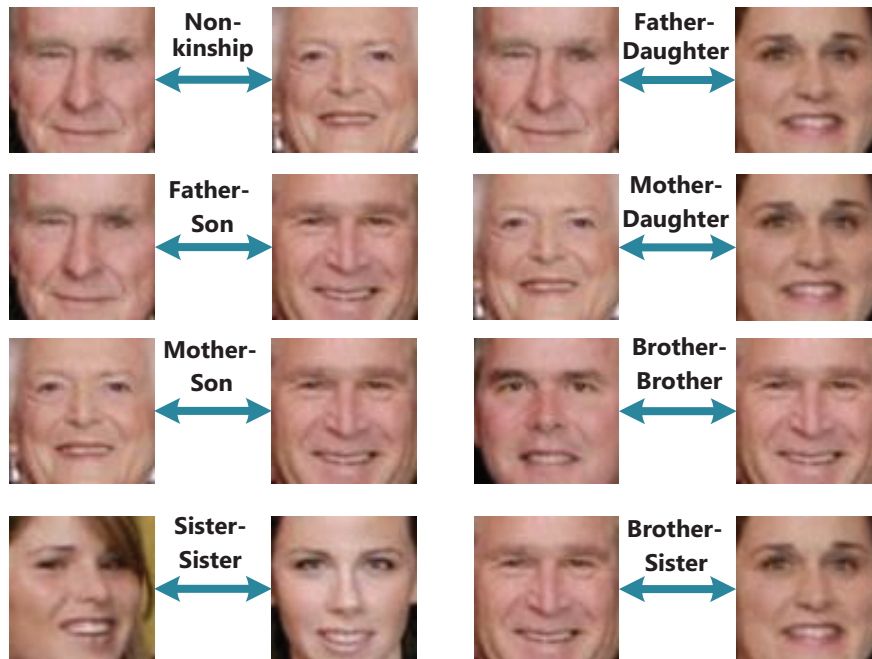 Non-
kinship
Father-
Daughter
Father-
Son
Mother-
Daughter
Mother-
Son
Brother-
Brother
Sister-
Sister
Brother-
Sister